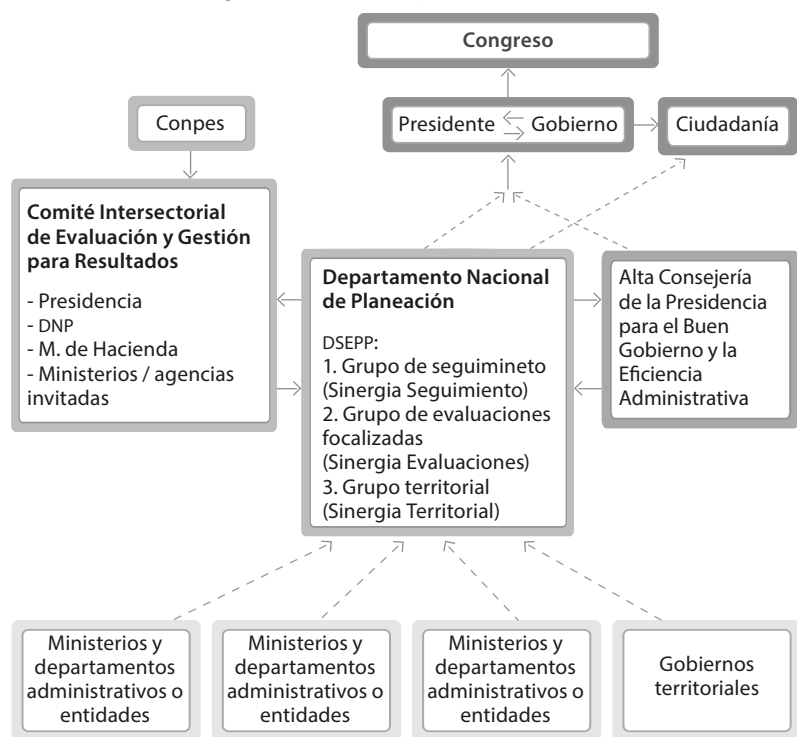 Congreso
Conpes
Presidente Gobierno
Ciudadanía
Comité Intersectorial
de Evaluación y Gestión
para Resultados
- Presidencia
- DNP
- M. de Hacienda
- Ministerios / agencias
invitadas
Departamento Nacional
de Planeación
DSEPP:
1. Grupo de seguimineto
(Sinergia Seguimiento)
2. Grupo de evaluaciones
focalizadas
(Sinergia Evaluaciones)
3. Grupo territorial
(Sinergia Territorial)
Alta Consejería
de la Presidencia
para el Buen
Gobierno y la
Eficiencia
Administrativa
Ministerios y
departamentos
administrativos o
entidades
Ministerios y
departamentos
administrativos o
entidades
Ministerios y
departamentos
administrativos o
entidades
Gobiernos
territoriales